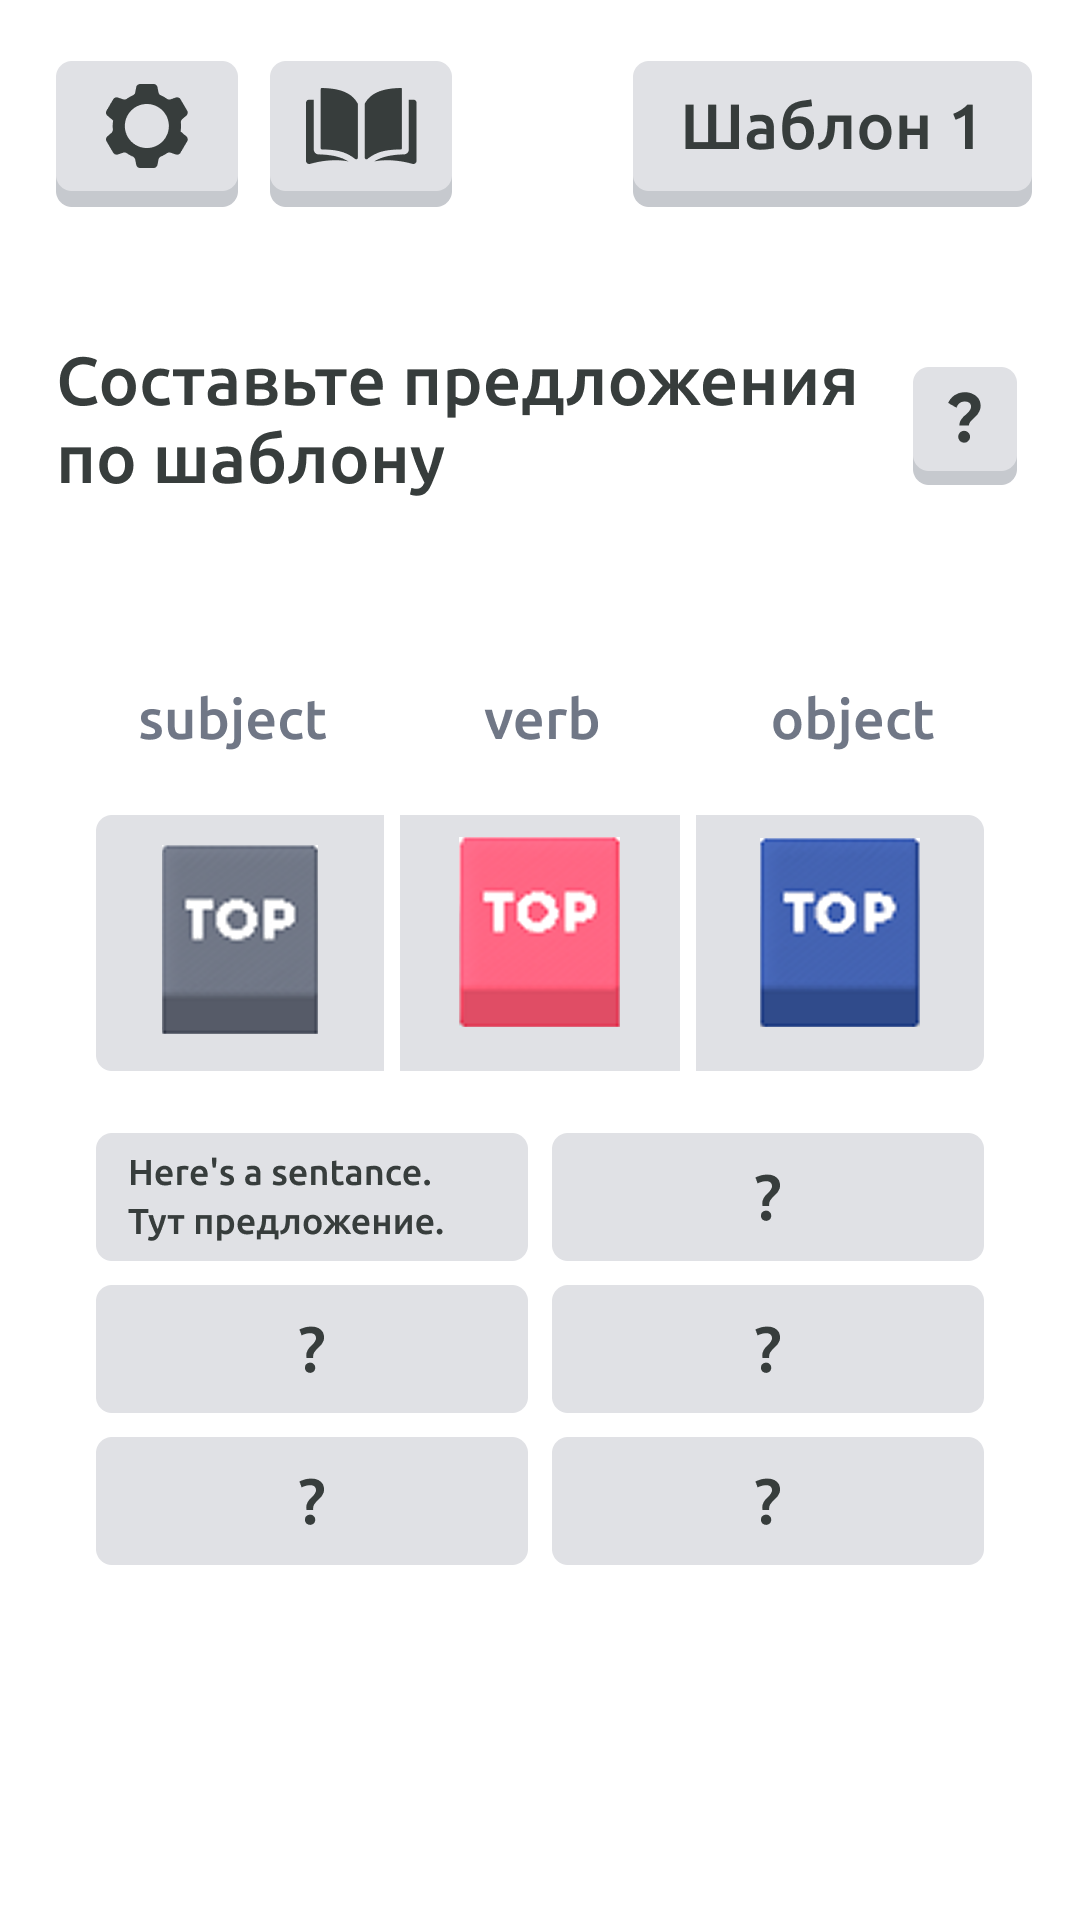 Шаблон 1
Составьте предложения
по шаблону
?
subject verb object
TOP TOP TOP
Here's a sentance.
Тут предложение.
?
? ?
? ?